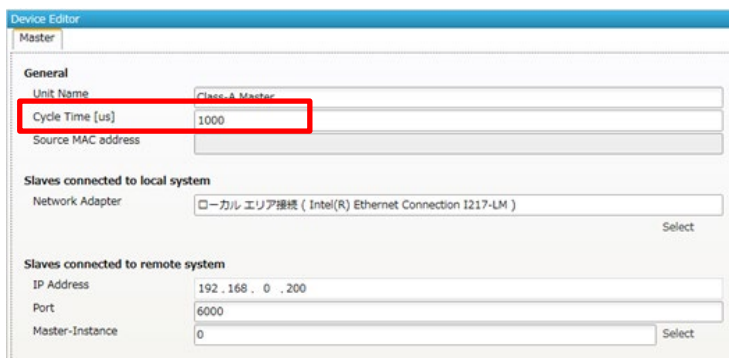 Device Editor
Master
General
Unit Name Class-A Master
Cycle Time [us] 1000
Source MAC address
Slaves connected to local system
Network Adapter ローカル エリア接続 ( Intel(R) Ethernet Connection I217-LM )
Select
Slaves connected to remote system
IP Address 192 . 168 . 0 . 200
Port 6000
Master-Instance 0 Select